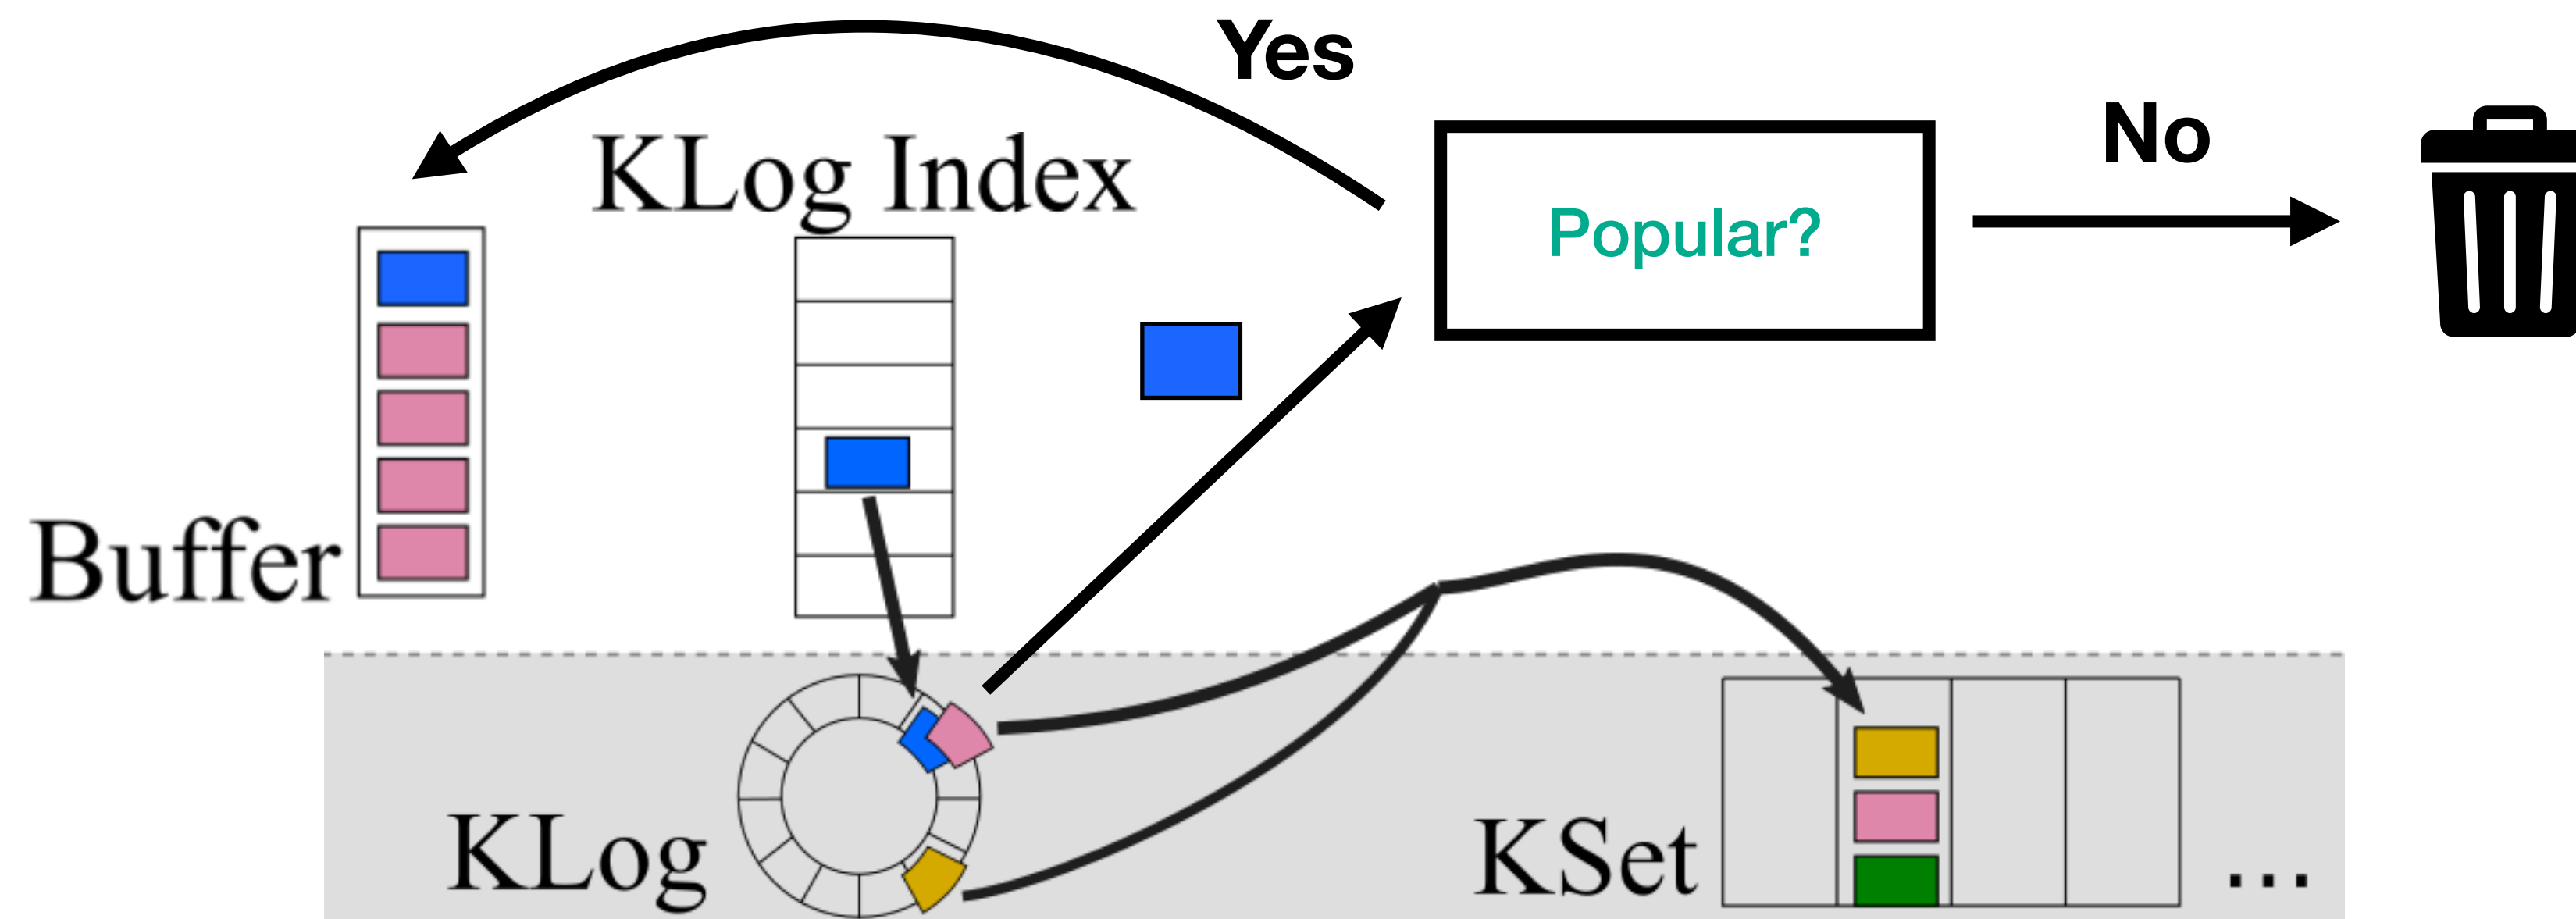 Yes
No
KLog Index
Popular?
Buffer
KLog
KSet
...